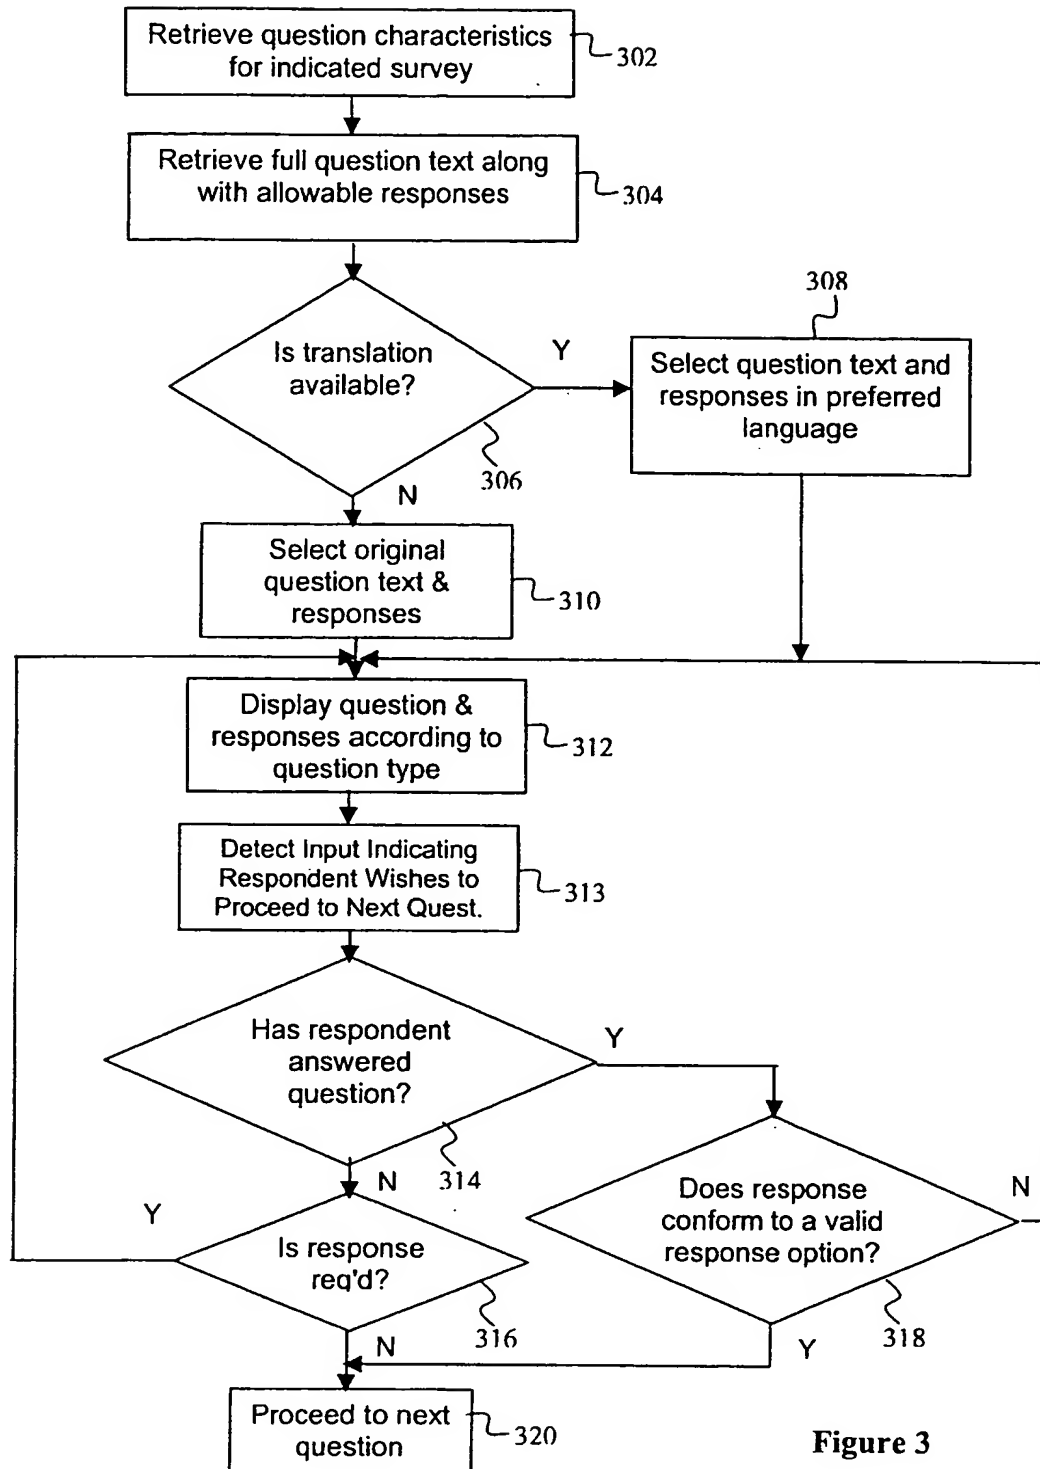 Retrieve question characteristics
for indicated survey
302
Retrieve full question text along
with allowable responses
304
Is translation
available?
Y
306
N
308
Select question text and
responses in preferred
language
Select original
question text &
responses
310
Display question &
responses according to
question type
312
Detect Input Indicating
Respondent Wishes to
Proceed to Next Quest.
313
Has respondent
answered
question?
Y
314
N
Y
Is response
req'd?
316
N
Does response
conform to a valid
response option?
N
318
Y
Proceed to next
question
320
Figure 3